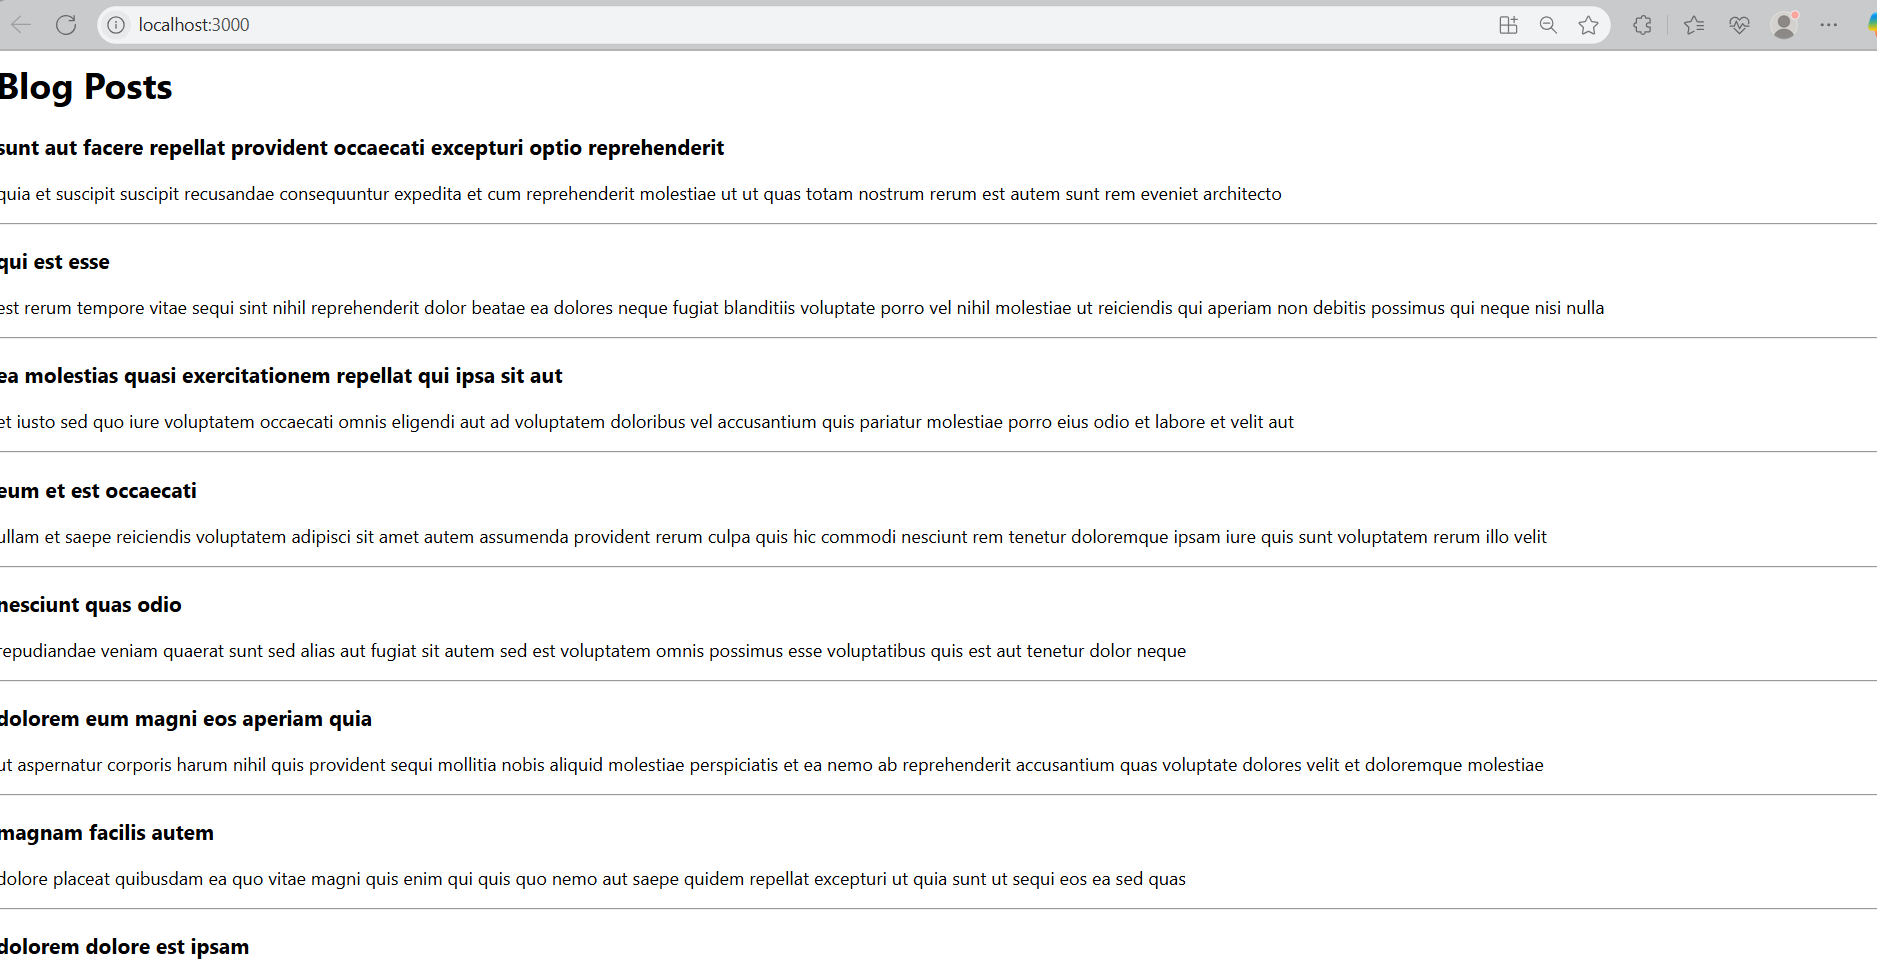 localhost:3000
Blog Posts
sunt aut facere repellat provident occaecati excepturi optio reprehenderit
quia et suscipit suscipit recusandae consequuntur expedita et cum reprehenderit molestiae ut ut quas totam nostrum rerum est autem sunt rem eveniet architecto
qui est esse
est rerum tempore vitae sequi sint nihil reprehenderit dolor beatae ea dolores neque fugiat blanditiis voluptate porro vel nihil molestiae ut reiciendis qui aperiam non debitis possimus qui neque nisi nulla
ea molestias quasi exercitationem repellat qui ipsa sit aut
et iusto sed quo iure voluptatem occaecati omnis eligendi aut ad voluptatem doloribus vel accusantium quis pariatur molestiae porro eius odio et labore et velit aut
eum et est occaecati
ullam et saepe reiciendis voluptatem adipisci sit amet autem assumenda provident rerum culpa quis hic commodi nesciunt rem tenetur doloremque ipsam iure quis sunt voluptatem rerum illo velit
nesciunt quas odio
repudiandae veniam quaerat sunt sed alias aut fugiat sit autem sed est voluptatem omnis possimus esse voluptatibus quis est aut tenetur dolor neque
dolorem eum magni eos aperiam quia
ut aspernatur corporis harum nihil quis provident sequi mollitia nobis aliquid molestiae perspiciatis et ea nemo ab reprehenderit accusantium quas voluptate dolores velit et doloremque molestiae
magnam facilis autem
dolore placeat quibusdam ea quo vitae magni quis enim qui quis quo nemo aut saepe quidem repellat excepturi ut quia sunt ut sequi eos ea sed quas
dolorem dolore est ipsam